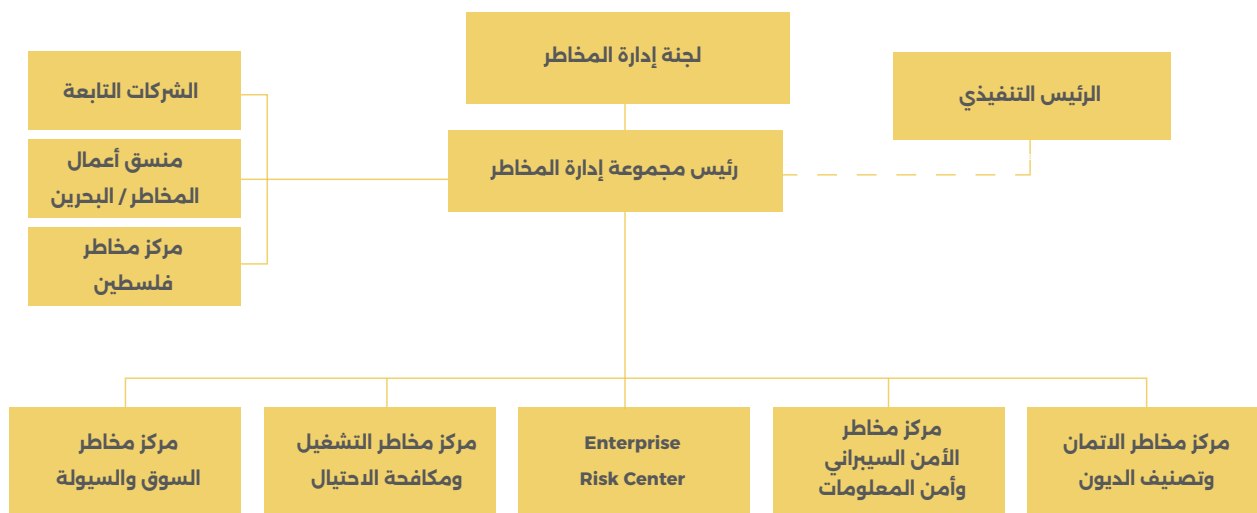 لجنة إدارة المخاطر
الرئيس التنفيذي
الشركات التابعة
رئيس مجموعة إدارة المخاطر
منسق أعمال
المخاطر / البحرين
مركز مخاطر
فلسطين
مركز مخاطر الاتمان
وتصنيف الديون
مركز مخاطر
الأمن السيبراني
وأمن المعلومات
Enterprise
Risk Center
مركز مخاطر التشغيل
ومكافحة الاحتيال
مركز مخاطر
السوق والسيولة